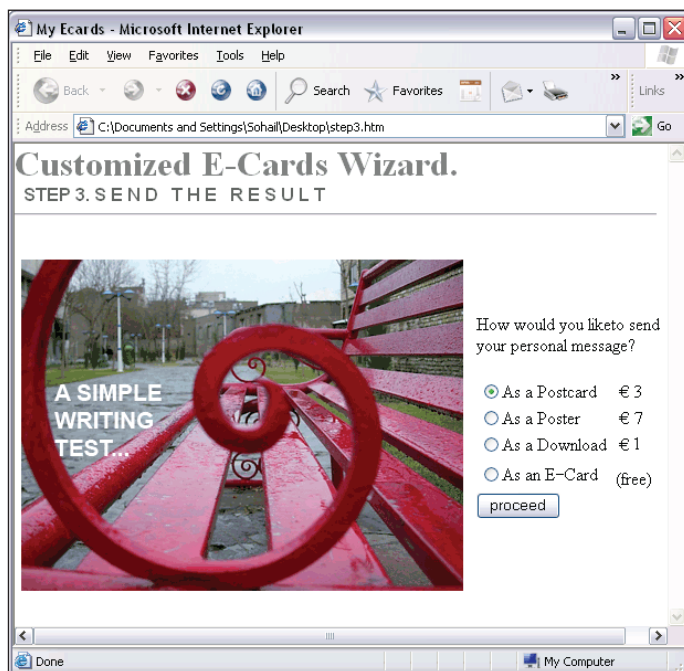 My Ecards - Microsoft Internet Explorer
File Edit View Favorites Tools Help
Back Search Favorites » Links »
Address C:\Documents and Settings\Sohail\Desktop\step3.htm Go
Customized E-Cards Wizard.
STEP 3. SEND THE RESULT
How would you liketo send
your personal message?
A SIMPLE
WRITING
TEST...
As a Postcard € 3
As a Poster € 7
As a Download € 1
As an E-Card (free)
proceed
Done My Computer